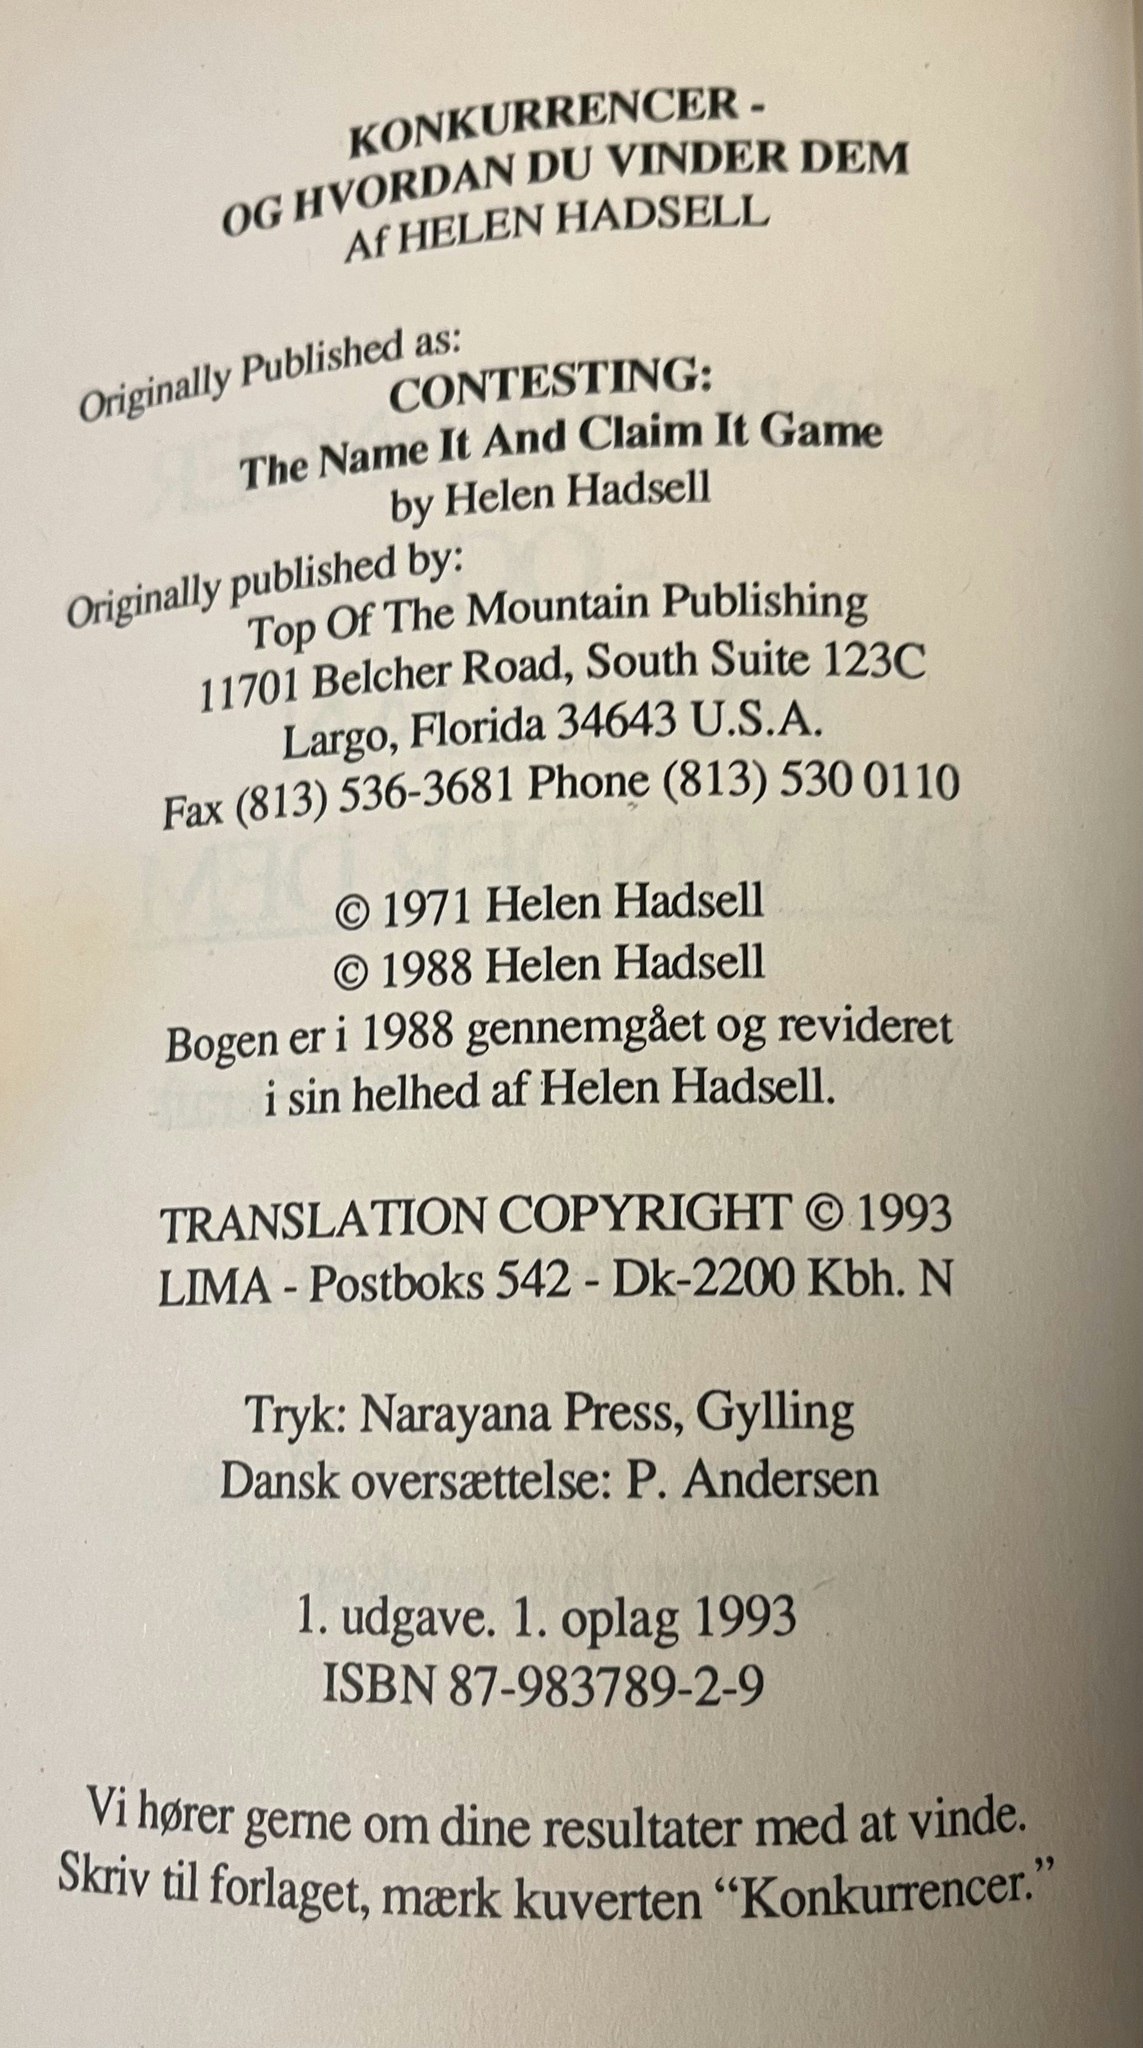 KONKURRENCER -
OG HVORDAN DU VINDER DEM
Af HELEN HADSELL
Originally Published as:
CONTESTING:
The Name It And Claim It Game
by Helen Hadsell
Originally published by:
Top Of The Mountain Publishing
11701 Belcher Road, South Suite 123C
Largo, Florida 34643 U.S.A.
Fax (813) 536-3681 Phone (813) 530 0110
© 1971 Helen Hadsell
© 1988 Helen Hadsell
Bogen er i 1988 gennemgået og revideret
i sin helhed af Helen Hadsell.
TRANSLATION COPYRIGHT © 1993
LIMA - Postboks 542 - Dk-2200 Kbh. N
Tryk: Narayana Press, Gylling
Dansk oversættelse: P. Andersen
1. udgave. 1. oplag 1993
ISBN 87-983789-2-9
Vi hører gerne om dine resultater med at vinde.
Skriv til forlaget, mærk kuverten “Konkurrencer.”